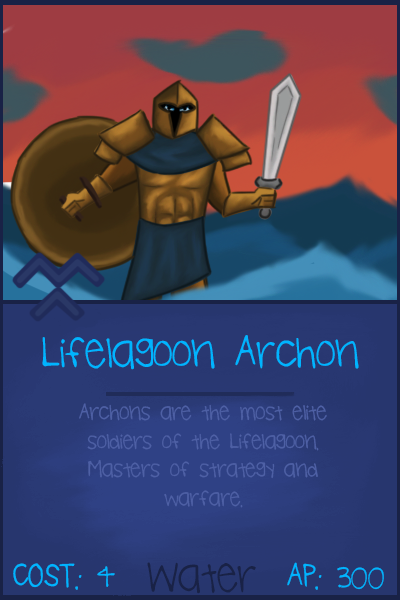 Lifelagoon Archon
Archons are the most elite
soldiers of the Lifelagoon.
Masters of strategy and
warfare.
COST: 4 Water AP: 300